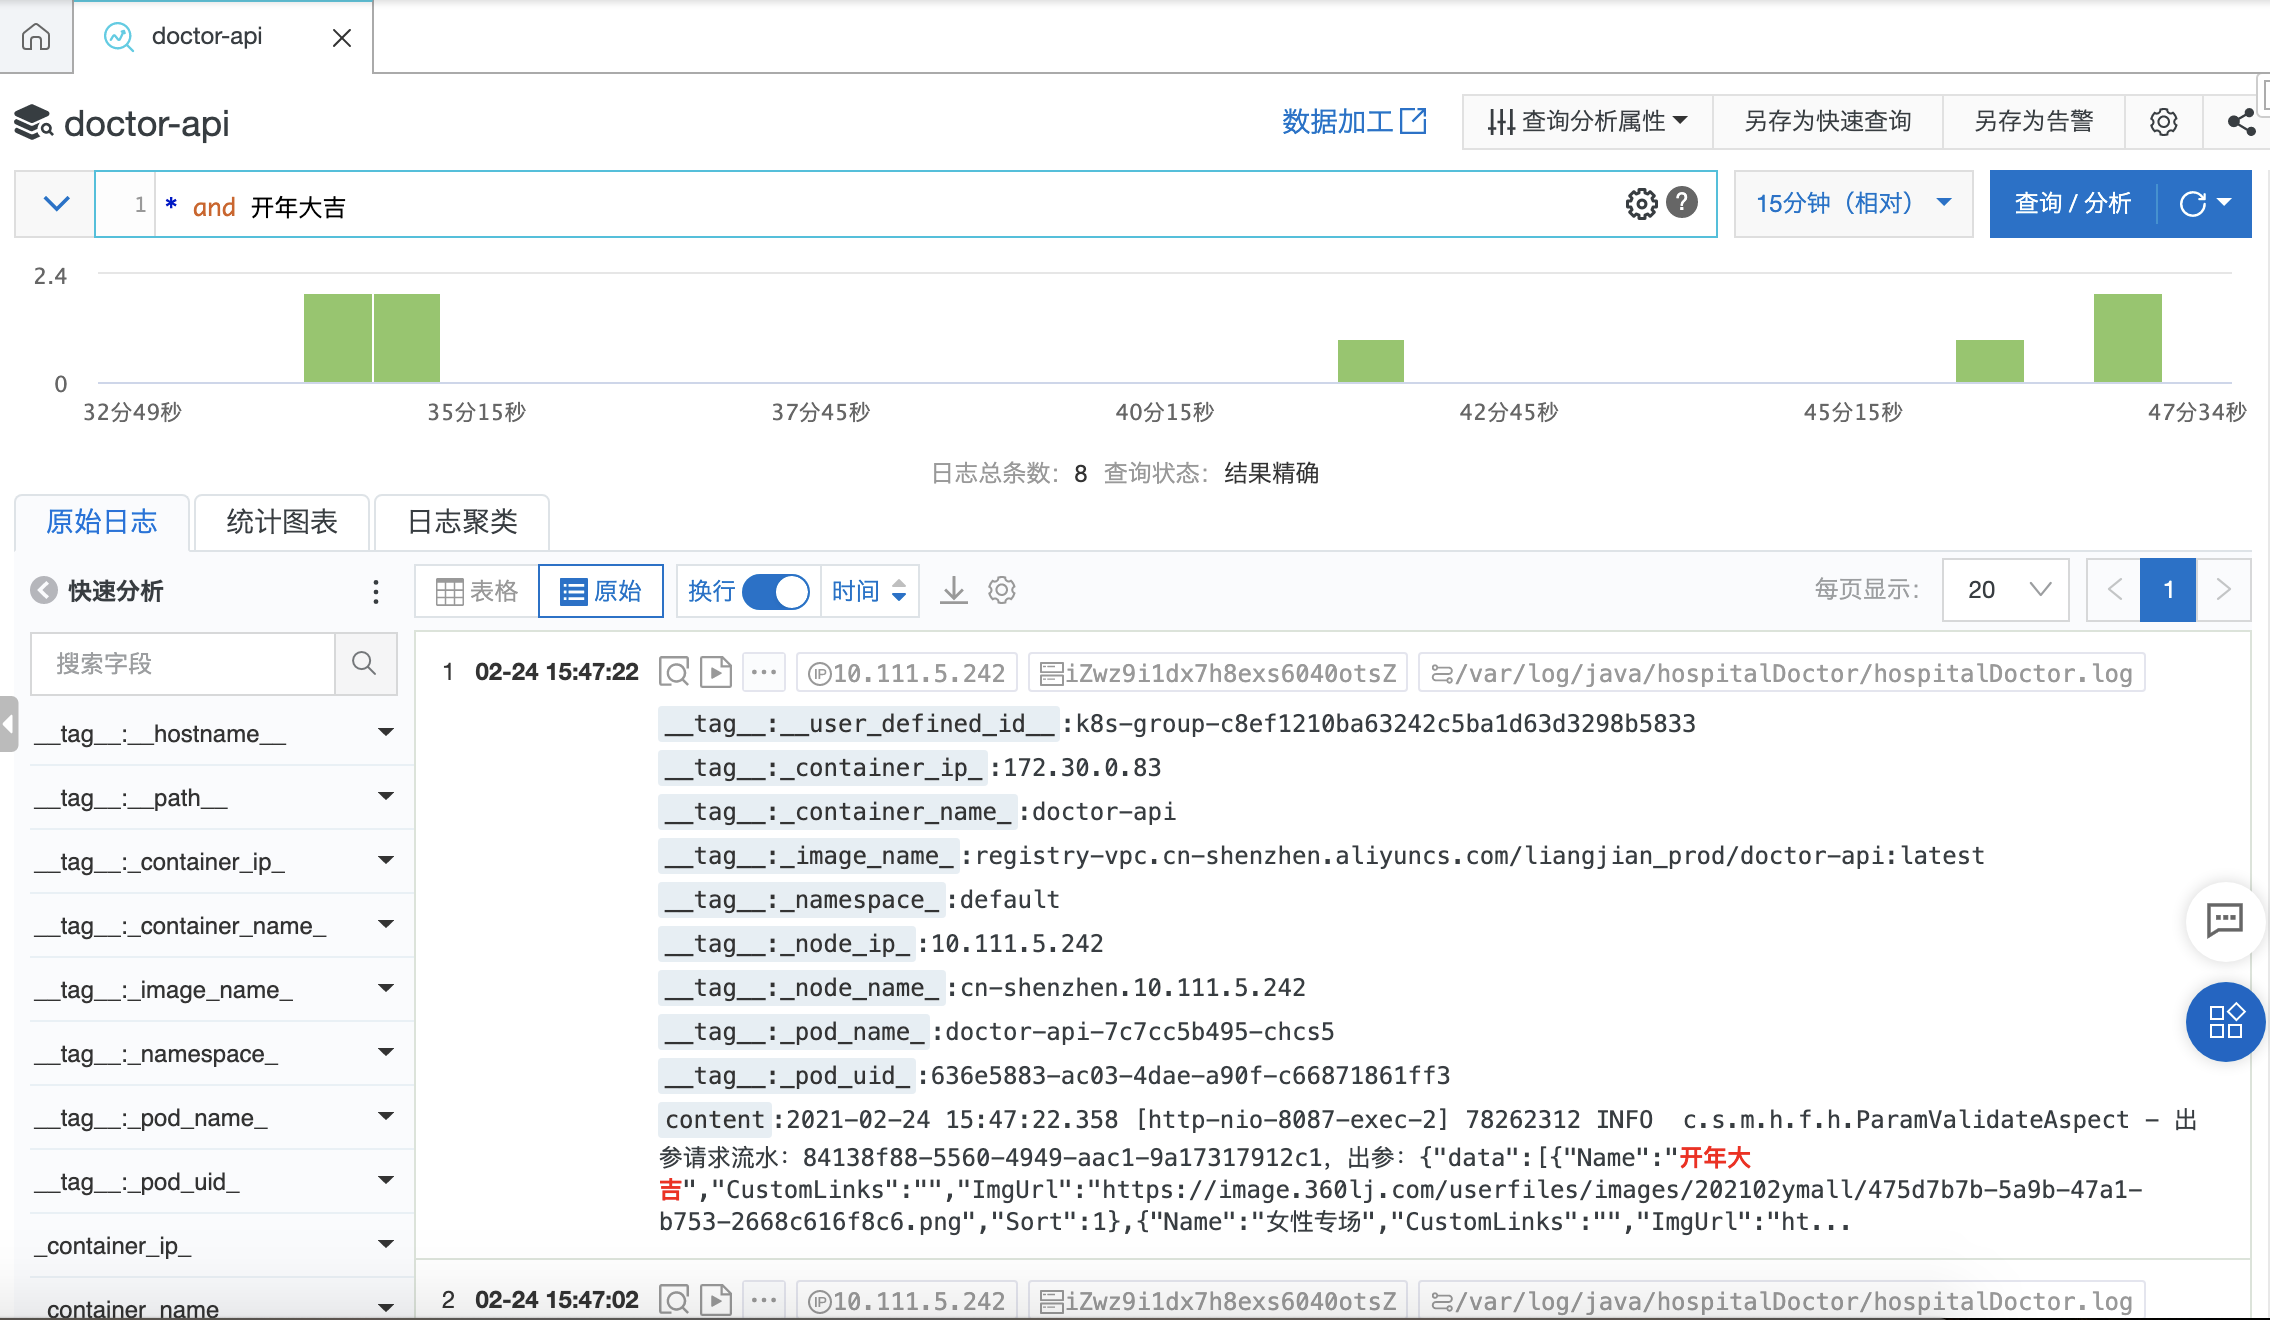 doctor-api
doctor-api
数据加工
查询分析属性
另存为快速查询
另存为告警
1 * and 开年大吉
15分钟（相对）
查询 / 分析
2.4
0
32分49秒 35分15秒 37分45秒 40分15秒 42分45秒 45分15秒 47分34秒
日志总条数: 8 查询状态: 结果精确
原始日志 统计图表 日志聚类
快速分析
表格 原始 换行 时间
每页显示: 20 1
搜索字段
__tag__:__hostname__
__tag__:__path__
__tag__:_container_ip_
__tag__:_container_name_
__tag__:_image_name_
__tag__:_namespace_
__tag__:_pod_name_
__tag__:_pod_uid_
_container_ip_
container_name
1 02-24 15:47:22 IP 10.111.5.242 iZwz9i1dx7h8exs6040otsZ /var/log/java/hospitalDoctor/hospitalDoctor.log
__tag__:__user_defined_id__ :k8s-group-c8ef1210ba63242c5ba1d63d3298b5833
__tag__:_container_ip_ :172.30.0.83
__tag__:_container_name_ :doctor-api
__tag__:_image_name_ :registry-vpc.cn-shenzhen.aliyuncs.com/liangjian_prod/doctor-api:latest
__tag__:_namespace_ :default
__tag__:_node_ip_ :10.111.5.242
__tag__:_node_name_ :cn-shenzhen.10.111.5.242
__tag__:_pod_name_ :doctor-api-7c7cc5b495-chcs5
__tag__:_pod_uid_ :636e5883-ac03-4dae-a90f-c66871861ff3
content :2021-02-24 15:47:22.358 [http-nio-8087-exec-2] 78262312 INFO  c.s.m.h.f.h.ParamValidateAspect - 出
参请求流水: 84138f88-5560-4949-aac1-9a17317912c1, 出参: {"data":[{"Name":"开年大
吉","CustomLinks":"","ImgUrl":"https://image.360lj.com/userfiles/images/202102ymall/475d7b7b-5a9b-47a1-
b753-2668c616f8c6.png","Sort":1},{"Name":"女性专场","CustomLinks":"","ImgUrl":"ht...
2 02-24 15:47:02 IP 10.111.5.242 iZwz9i1dx7h8exs6040otsZ /var/log/java/hospitalDoctor/hospitalDoctor.log